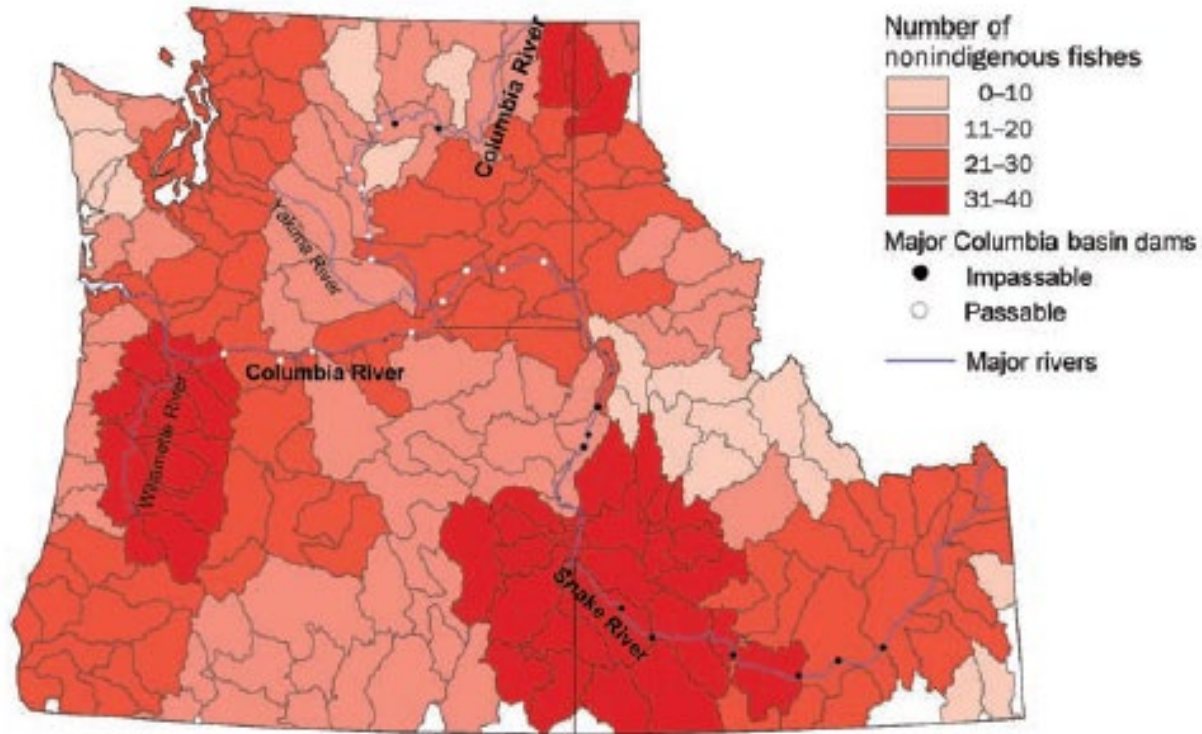 Number of
nonindigenous fishes
0–10
11–20
21–30
31–40
Major Columbia basin dams
Impassable
Passable
Major rivers
Columbia River
Yakima River
Columbia River
Willamette River
Snake River